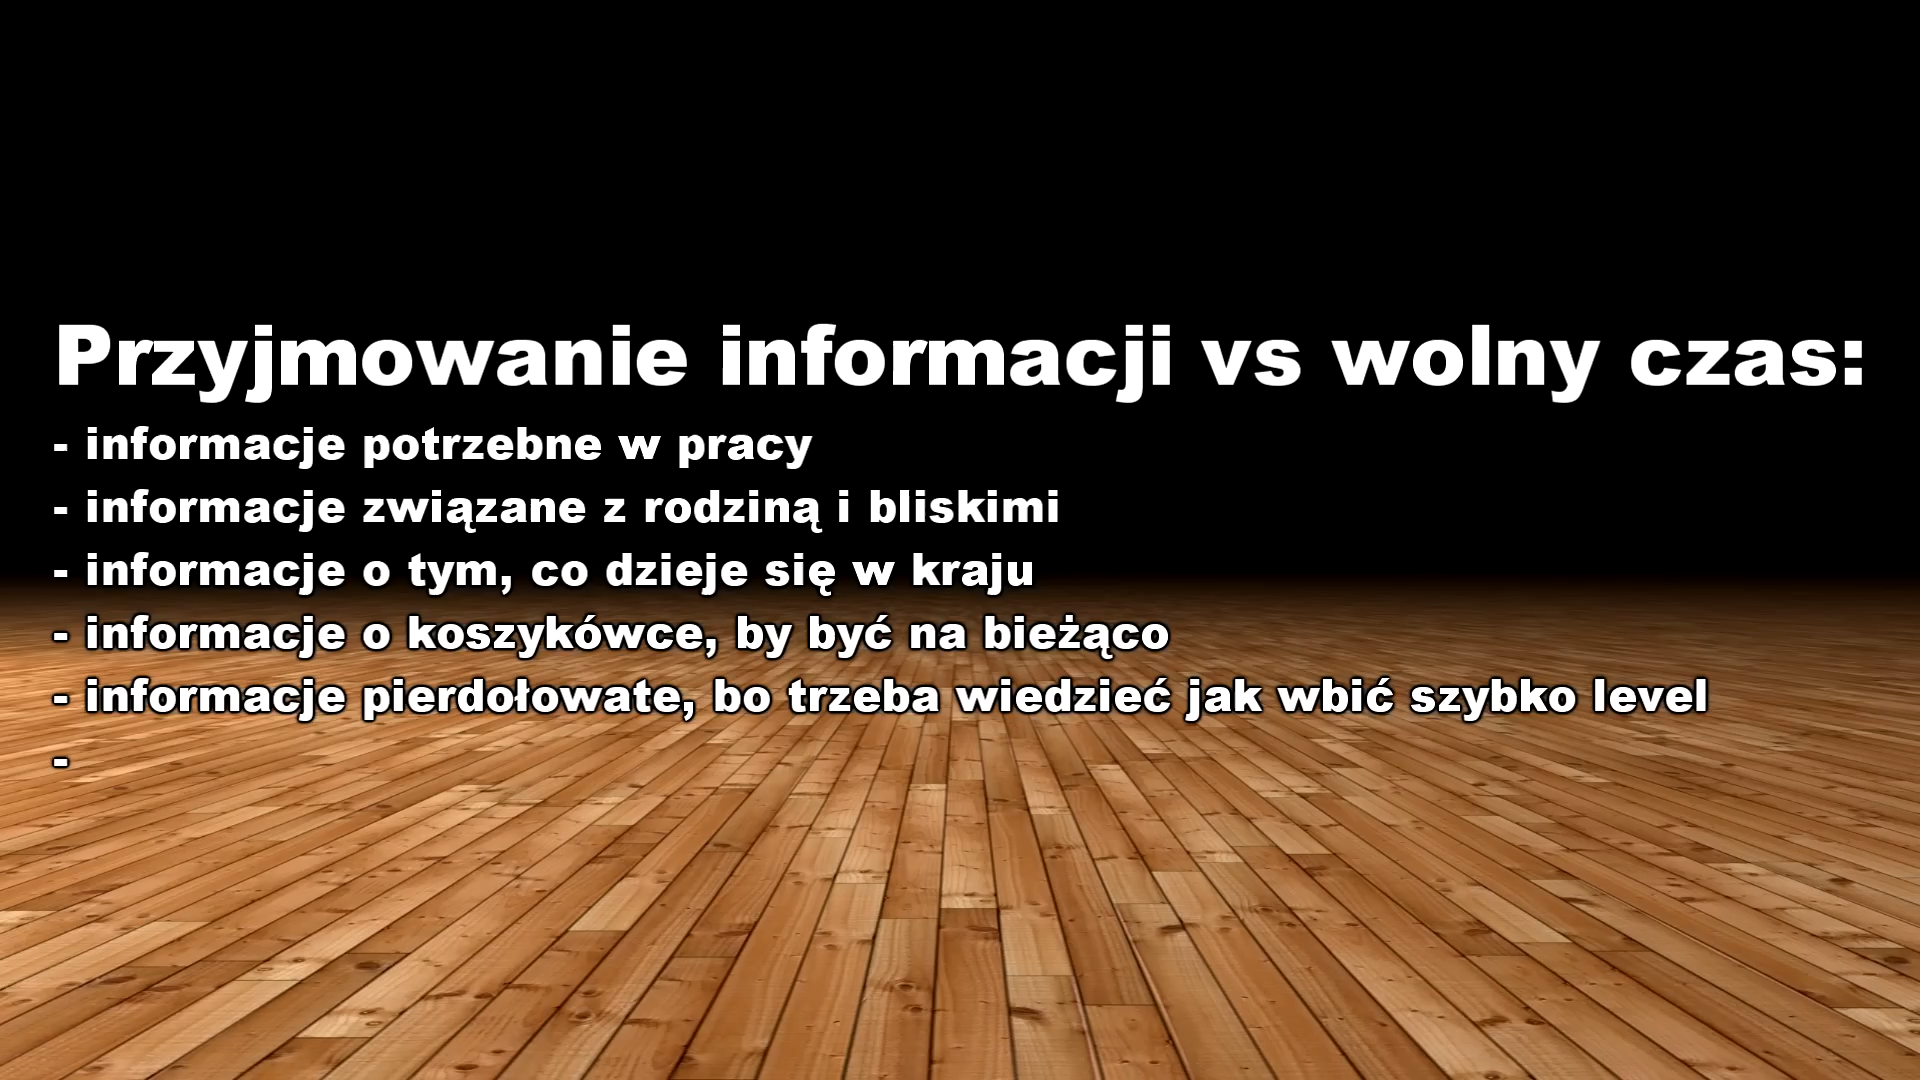 Przyjmowanie informacji vs wolny czas:
- informacje potrzebne w pracy
- informacje związane z rodziną i bliskimi
- informacje o tym, co dzieje się w kraju
- informacje o koszykówce, by być na bieżąco
- informacje pierdołowate, bo trzeba wiedzieć jak wbić szybko level
-